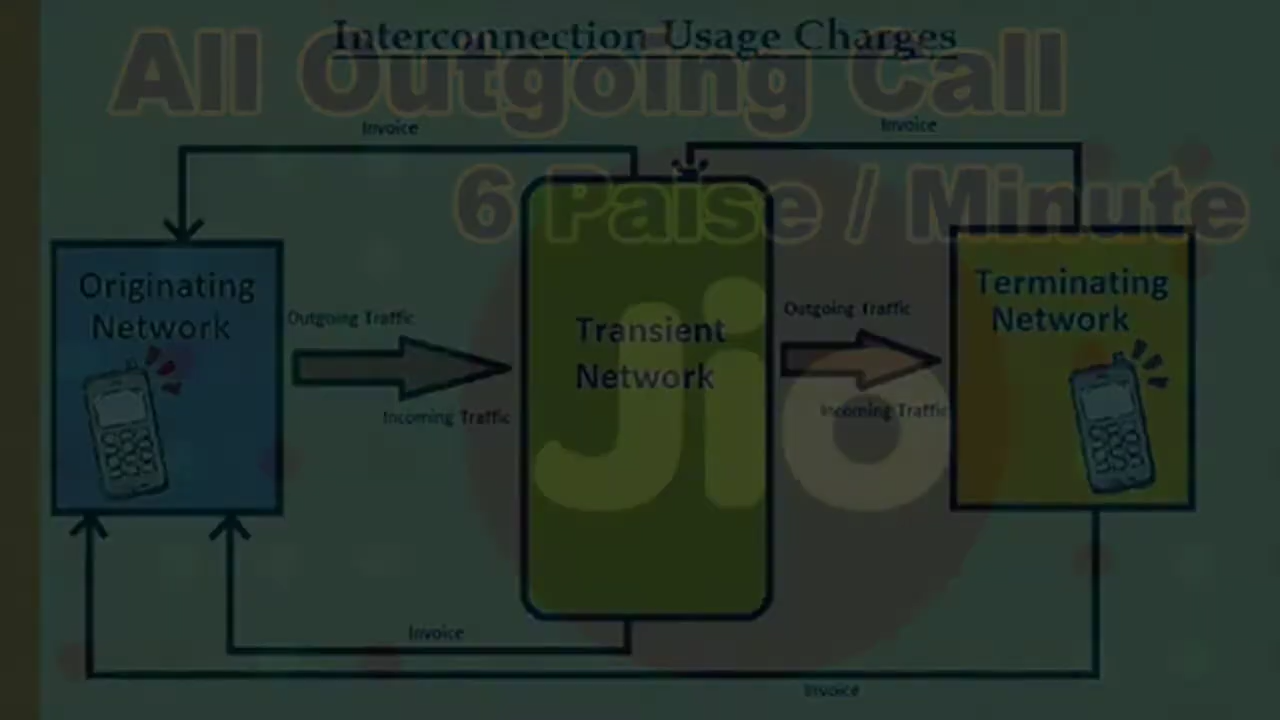 Interconnection Usage Charges
All Outgoing Call
6 Paise / Minute
Invoice
Invoice
Originating
Network
Outgoing Traffic
Incoming Traffic
Transient
Network
Jio
Outgoing Traffic
Incoming Traffic
Terminating
Network
Invoice
Invoice